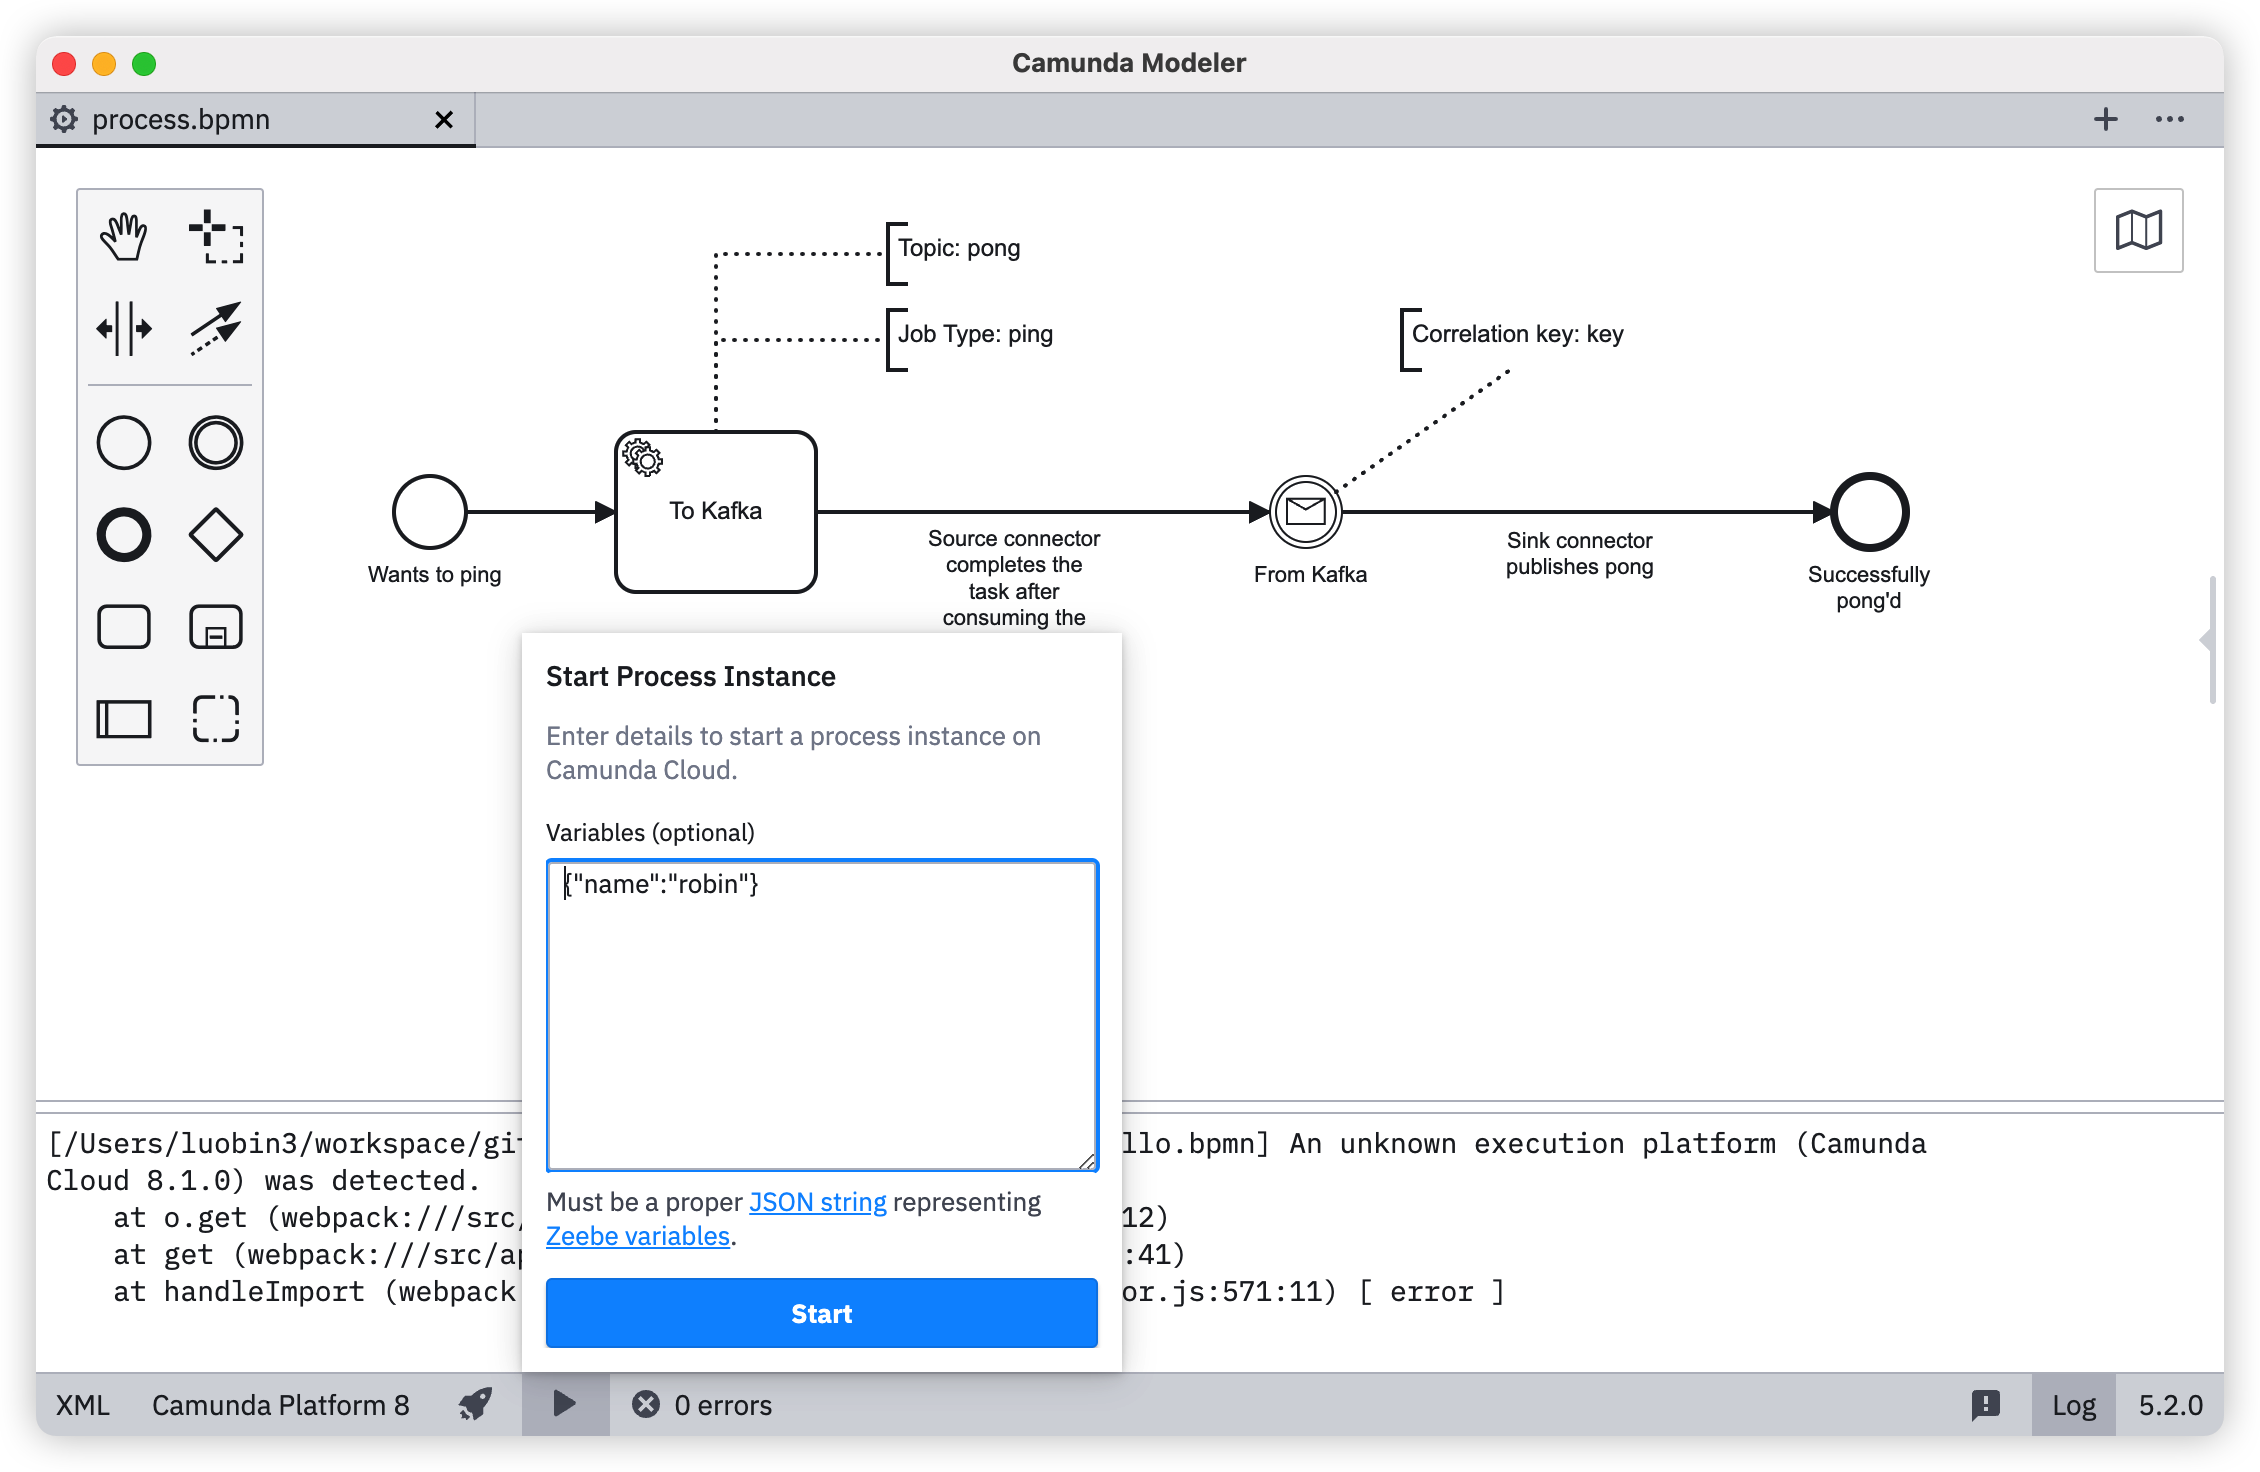 Camunda Modeler
process.bpmn
Topic: pong
Job Type: ping
Correlation key: key
To Kafka
Wants to ping
Source connector
completes the
task after
consuming the
From Kafka
Sink connector
publishes pong
Successfully
pong'd
Start Process Instance
Enter details to start a process instance on
Camunda Cloud.
Variables (optional)
{"name":"robin"}
Must be a proper JSON string representing
Zeebe variables.
Start
[/Users/luobin3/workspace/git llo.bpmn] An unknown execution platform (Camunda
Cloud 8.1.0) was detected.
at o.get (webpack:///src/ 12)
at get (webpack:///src/ap :41)
at handleImport (webpack or.js:571:11) [ error ]
XML Camunda Platform 8 0 errors Log 5.2.0